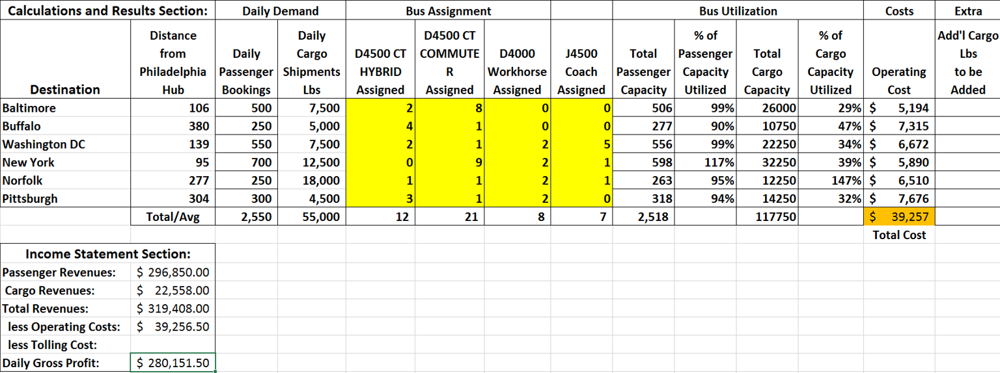 Calculations and Results Section: Daily Demand Bus Assignment Bus Utilization Costs Extra
Distance Daily D4500 CT % of % of Add'l Cargo
from Daily Cargo D4500 CT COMMUTE D4000 J4500 Total Passenger Total Cargo Lbs
Philadelphia Passenger Shipments HYBRID R Workhorse Coach Passenger Capacity Cargo Capacity Operating to be
Destination Hub Bookings Lbs Assigned Assigned Assigned Assigned Capacity Utilized Capacity Utilized Cost Added
Baltimore 106 500 7,500 2 8 0 0 506 99% 26000 29% $ 5,194
Buffalo 380 250 5,000 4 1 0 0 277 90% 10750 47% $ 7,315
Washington DC 139 550 7,500 2 1 2 5 556 99% 22250 34% $ 6,672
New York 95 700 12,500 0 9 2 1 598 117% 32250 39% $ 5,890
Norfolk 277 250 18,000 1 1 2 1 263 95% 12250 147% $ 6,510
Pittsburgh 304 300 4,500 3 1 2 0 318 94% 14250 32% $ 7,676
Total/Avg 2,550 55,000 12 21 8 7 2,518 117750 $ 39,257
Total Cost
Income Statement Section:
Passenger Revenues: $ 296,850.00
Cargo Revenues: $ 22,558.00
Total Revenues: $ 319,408.00
less Operating Costs: $ 39,256.50
less Tolling Cost:
Daily Gross Profit: $ 280,151.50